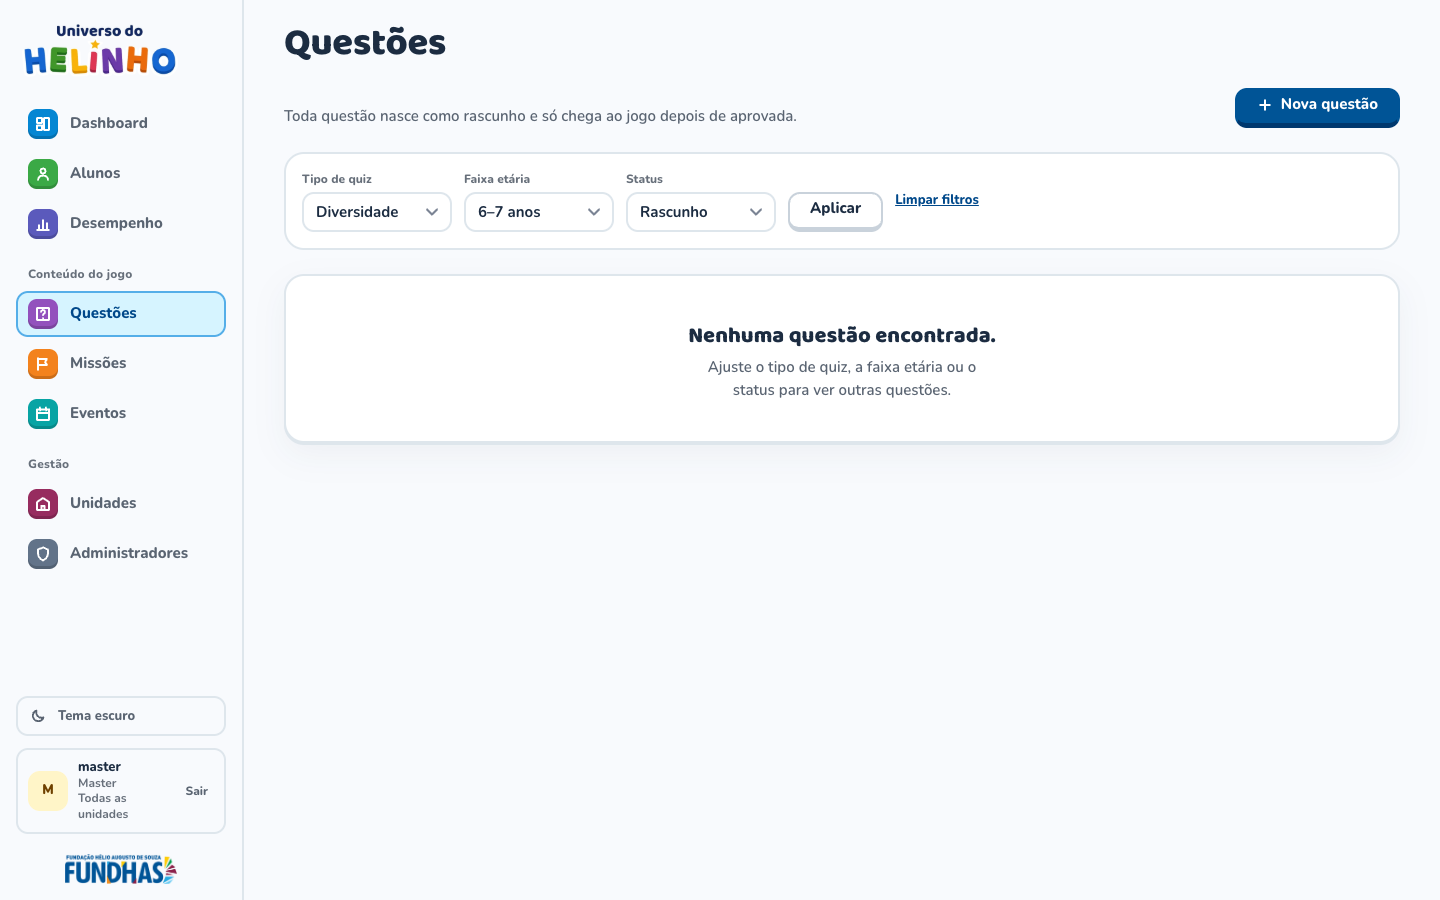 Universo do
HELINHO
Dashboard
Alunos
Desempenho
Conteúdo do jogo
Questões
Missões
Eventos
Gestão
Unidades
Administradores
Tema escuro
M
master
Master
Todas as
unidades
Sair
FUNDAÇÃO HÉLIO AUGUSTO DE SOUZA
FUNDHAS
Questões
Toda questão nasce como rascunho e só chega ao jogo depois de aprovada.
+ Nova questão
Tipo de quiz
Faixa etária
Status
Diversidade
6–7 anos
Rascunho
Aplicar
Limpar filtros
Nenhuma questão encontrada.
Ajuste o tipo de quiz, a faixa etária ou o
status para ver outras questões.